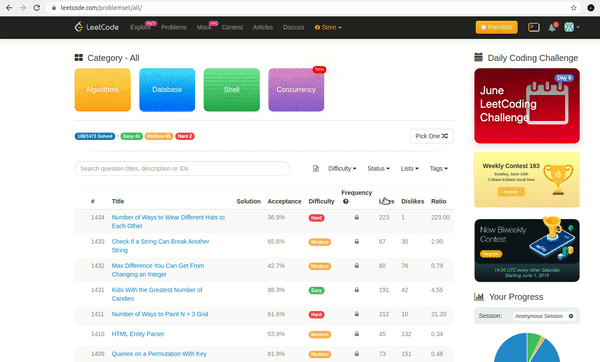 leetcode.com/problemset/all/
LeetCode Explore Problems Mock Contest Articles Discuss Store Premium
Category - All
Algorithms Database Shell Concurrency
New
108/1473 Solved - Easy 41 Medium 65 Hard 2
Pick One
Search question titles, description or IDs
Difficulty Status Lists Tags
# Title Solution Acceptance Difficulty Frequency Likes Dislikes Ratio
1434 Number of Ways to Wear Different Hats to Each Other 36.9% Hard 223 1 223.00
1433 Check If a String Can Break Another String 65.6% Medium 87 30 2.90
1432 Max Difference You Can Get From Changing an Integer 42.7% Medium 60 76 0.79
1431 Kids With the Greatest Number of Candies 88.3% Easy 191 42 4.55
1411 Number of Ways to Paint N × 3 Grid 61.6% Hard 212 10 21.20
1410 HTML Entity Parser 53.9% Medium 45 132 0.34
1409 Queries on a Permutation With Key 81.9% Medium 73 151 0.48
Daily Coding Challenge
Day 9
June
LeetCoding
Challenge
Weekly Contest 193
Sunday, June 14th
7:30am-9:00am local time
Now Biweekly
Contest
14:30 UTC every other Saturday
Starting June 1, 2019
Your Progress
Session: Anonymous Session